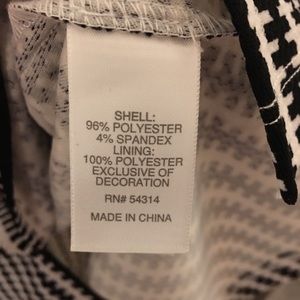 SHELL:
96% POLYESTER
4% SPANDEX
LINING:
100% POLYESTER
EXCLUSIVE OF
DECORATION
RN# 54314
MADE IN CHINA